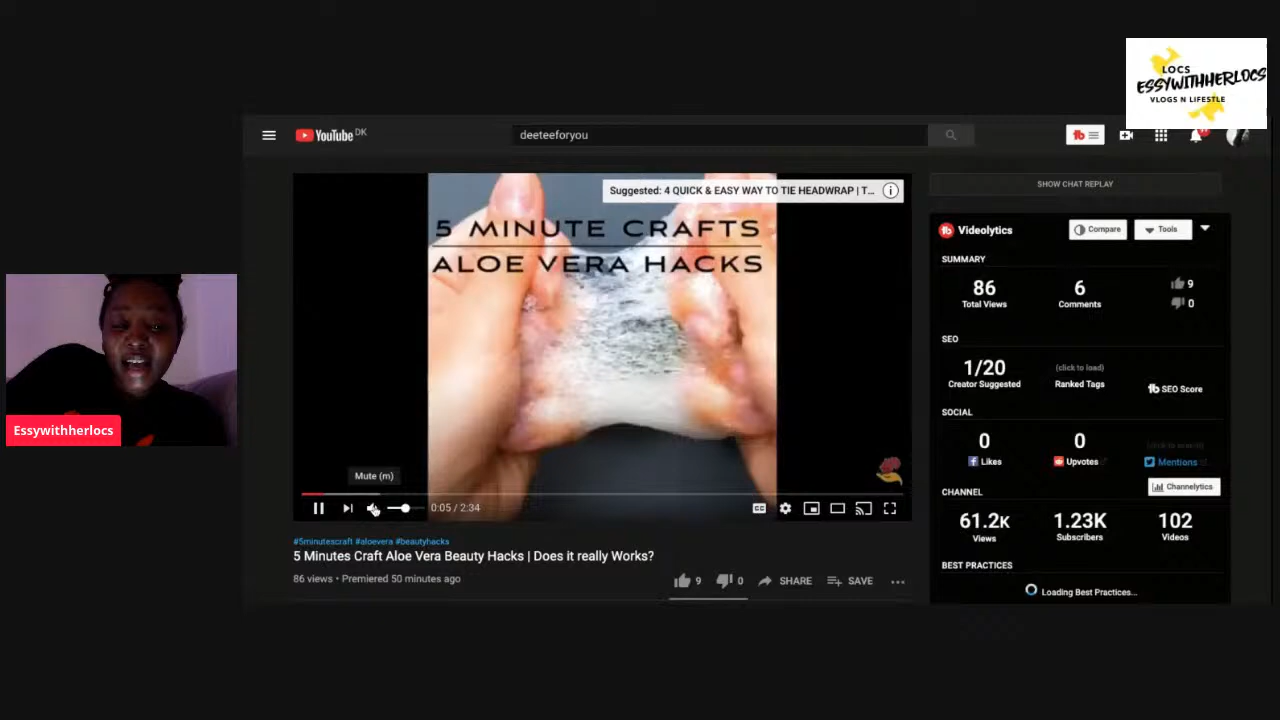 LOCS
ESSYWITHHERLOCS
VLOGS N LIFESTLE
YouTube DK
deeteeforyou
Suggested: 4 QUICK & EASY WAY TO TIE HEADWRAP | T...
5 MINUTE CRAFTS
ALOE VERA HACKS
Mute (m)
0:05 / 2:34
CC
#5minutescraft #aloevera #beautyhacks
5 Minutes Craft Aloe Vera Beauty Hacks | Does it really Works?
86 views • Premiered 50 minutes ago
9 0 SHARE SAVE
Essywithherlocs
SHOW CHAT REPLAY
tb Videolytics Compare Tools
SUMMARY
86 6 9
Total Views Comments 0
SEO
1/20 (click to load)
Creator Suggested Ranked Tags tb SEO Score
SOCIAL
0 0
Likes Upvotes Mentions
CHANNEL Channelytics
61.2K 1.23K 102
Views Subscribers Videos
BEST PRACTICES
Loading Best Practices...